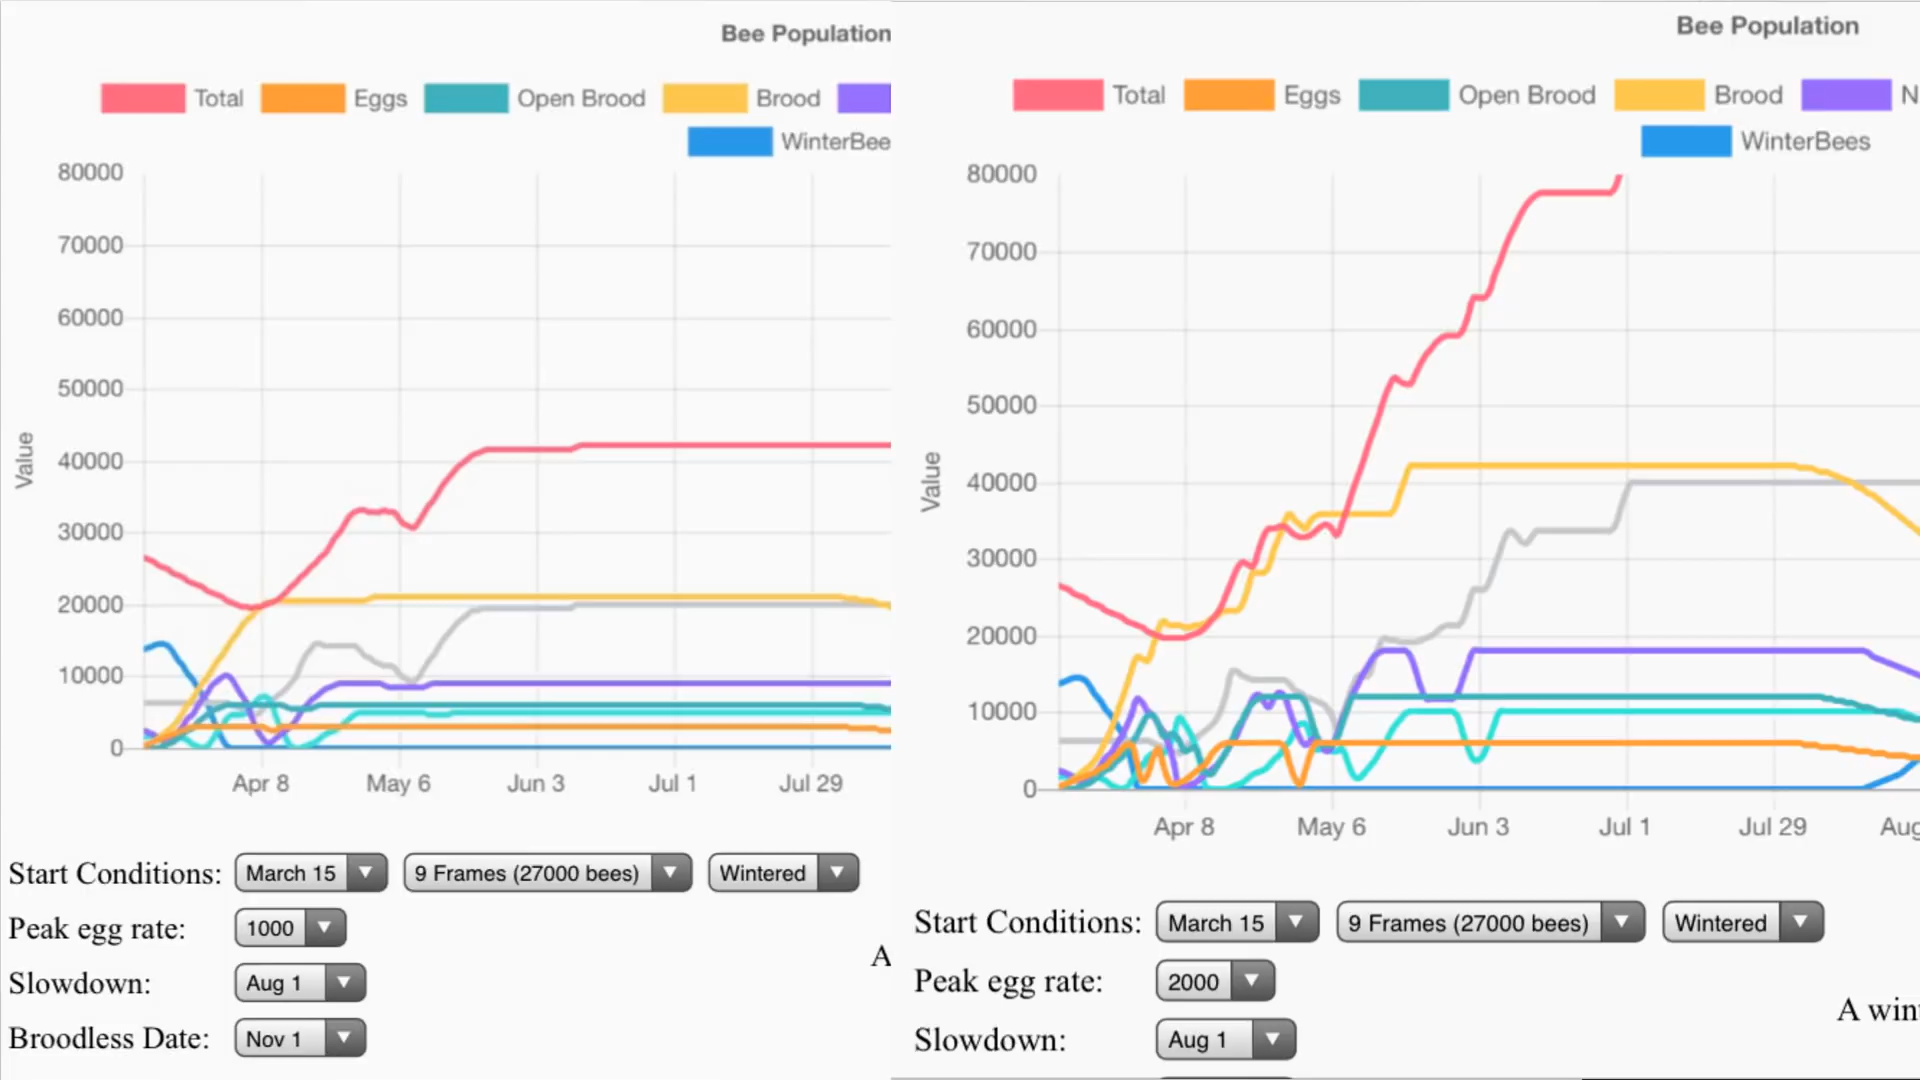 Bee Population
Total Eggs Open Brood Brood
WinterBee
80000
70000
60000
50000
40000
30000
20000
10000
0
Value
Apr 8 May 6 Jun 3 Jul 1 Jul 29
Start Conditions: March 15 9 Frames (27000 bees) Wintered
Peak egg rate: 1000
A
Slowdown: Aug 1
Broodless Date: Nov 1
Bee Population
Total Eggs Open Brood Brood N
WinterBees
80000
70000
60000
50000
40000
30000
20000
10000
0
Value
Apr 8 May 6 Jun 3 Jul 1 Jul 29 Aug
Start Conditions: March 15 9 Frames (27000 bees) Wintered
Peak egg rate: 2000
A win
Slowdown: Aug 1